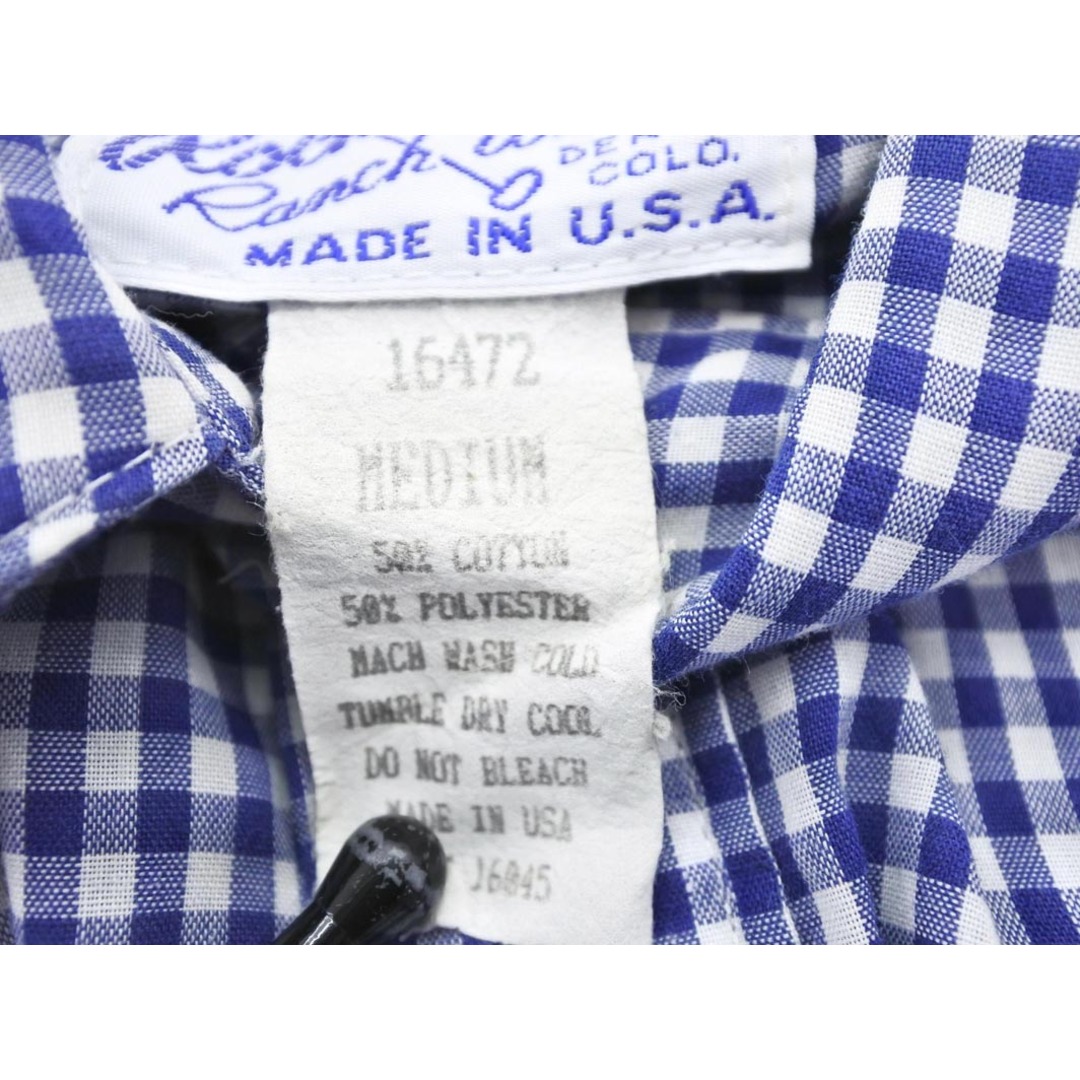 Ranch
COLO.
MADE IN U.S.A.
16472
MEDIUM
50% COTTON
50% POLYESTER
MACH WASH COLD
TUMBLE DRY COOL
DO NOT BLEACH
MADE IN USA
J6045